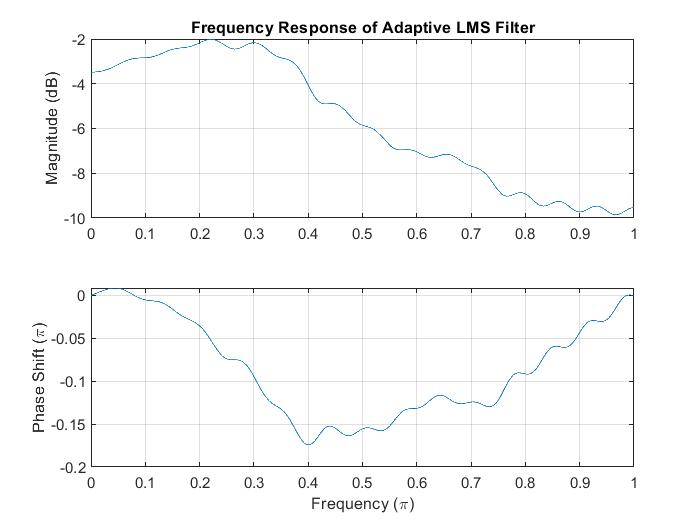 Frequency Response of Adaptive LMS Filter
-2
-4
-6
-8
-10
Magnitude (dB)
0 0.1 0.2 0.3 0.4 0.5 0.6 0.7 0.8 0.9 1
0
-0.05
-0.1
-0.15
-0.2
Phase Shift (π)
0 0.1 0.2 0.3 0.4 0.5 0.6 0.7 0.8 0.9 1
Frequency (π)